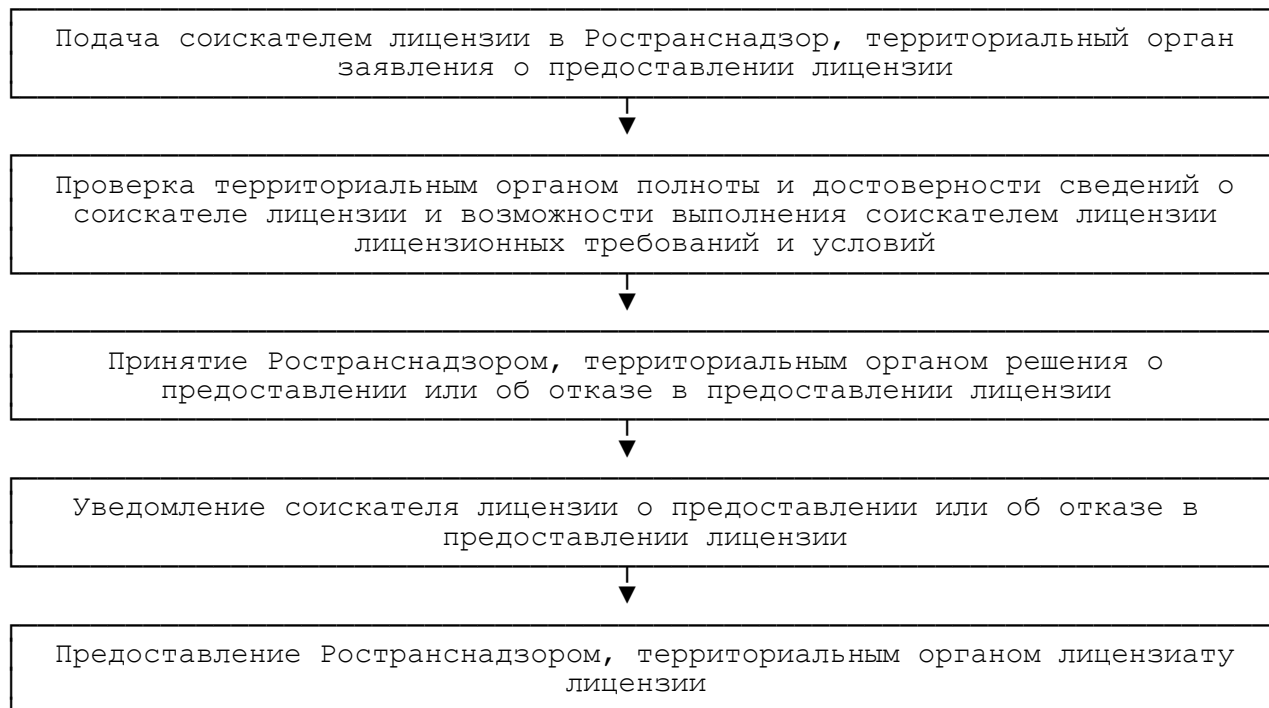 Подача соискателем лицензии в Ространснадзор, территориальный орган
заявления о предоставлении лицензии
Проверка территориальным органом полноты и достоверности сведений о
соискателе лицензии и возможности выполнения соискателем лицензии
лицензионных требований и условий
Принятие Ространснадзором, территориальным органом решения о
предоставлении или об отказе в предоставлении лицензии
Уведомление соискателя лицензии о предоставлении или об отказе в
предоставлении лицензии
Предоставление Ространснадзором, территориальным органом лицензиату
лицензии